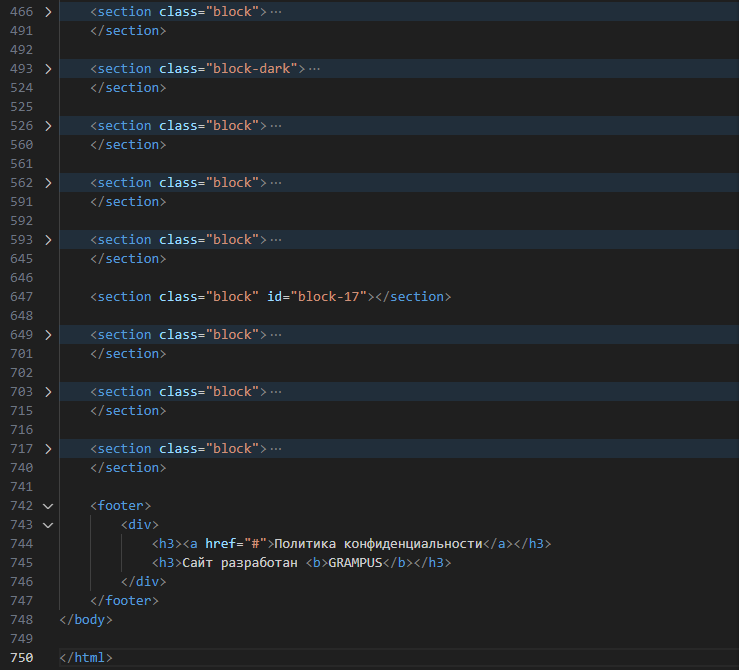 466 > <section class="block">···
491 </section>
492
493 > <section class="block-dark">···
524 </section>
525
526 > <section class="block">···
560 </section>
561
562 > <section class="block">···
591 </section>
592
593 > <section class="block">···
645 </section>
646
647 <section class="block" id="block-17"></section>
648
649 > <section class="block">···
701 </section>
702
703 > <section class="block">···
715 </section>
716
717 > <section class="block">···
740 </section>
741
742 <footer>
743 <div>
744 <h3><a href="#">Политика конфиденциальности</a></h3>
745 <h3>Сайт разработан <b>GRAMPUS</b></h3>
746 </div>
747 </footer>
748 </body>
749
750 </html>